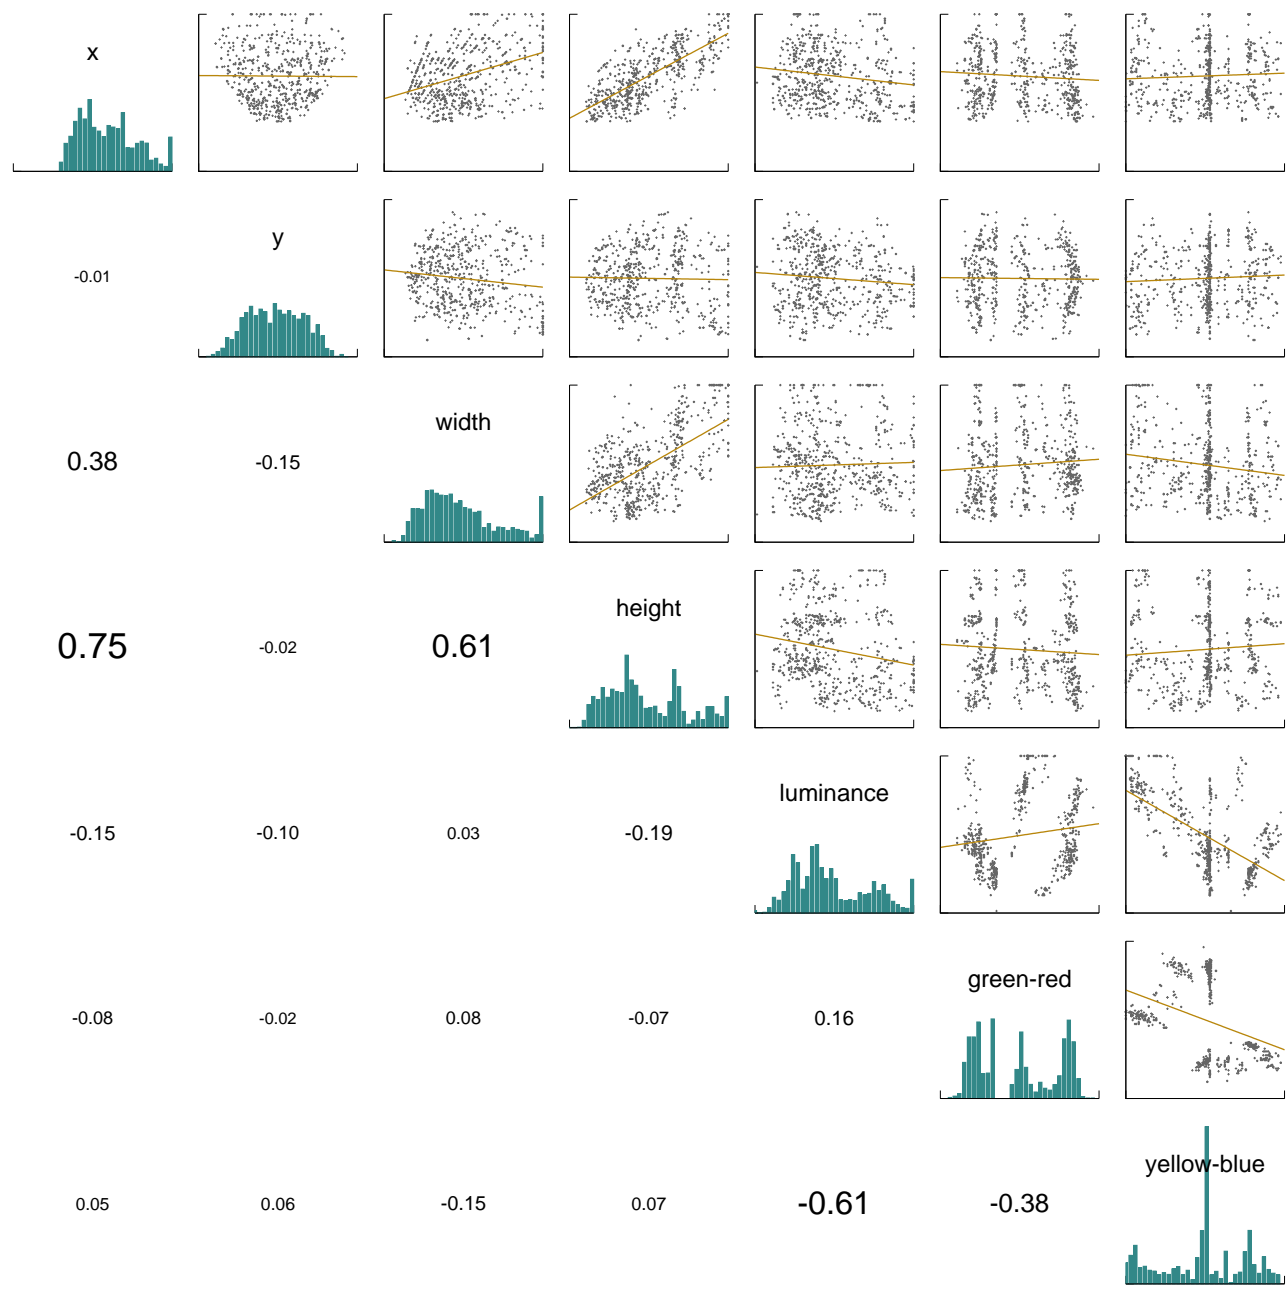 x
y
-0.01
width
0.38 -0.15
height
0.75 -0.02 0.61
luminance
-0.15 -0.10 0.03 -0.19
green-red
-0.08 -0.02 0.08 -0.07 0.16
yellow-blue
0.05 0.06 -0.15 0.07 -0.61 -0.38